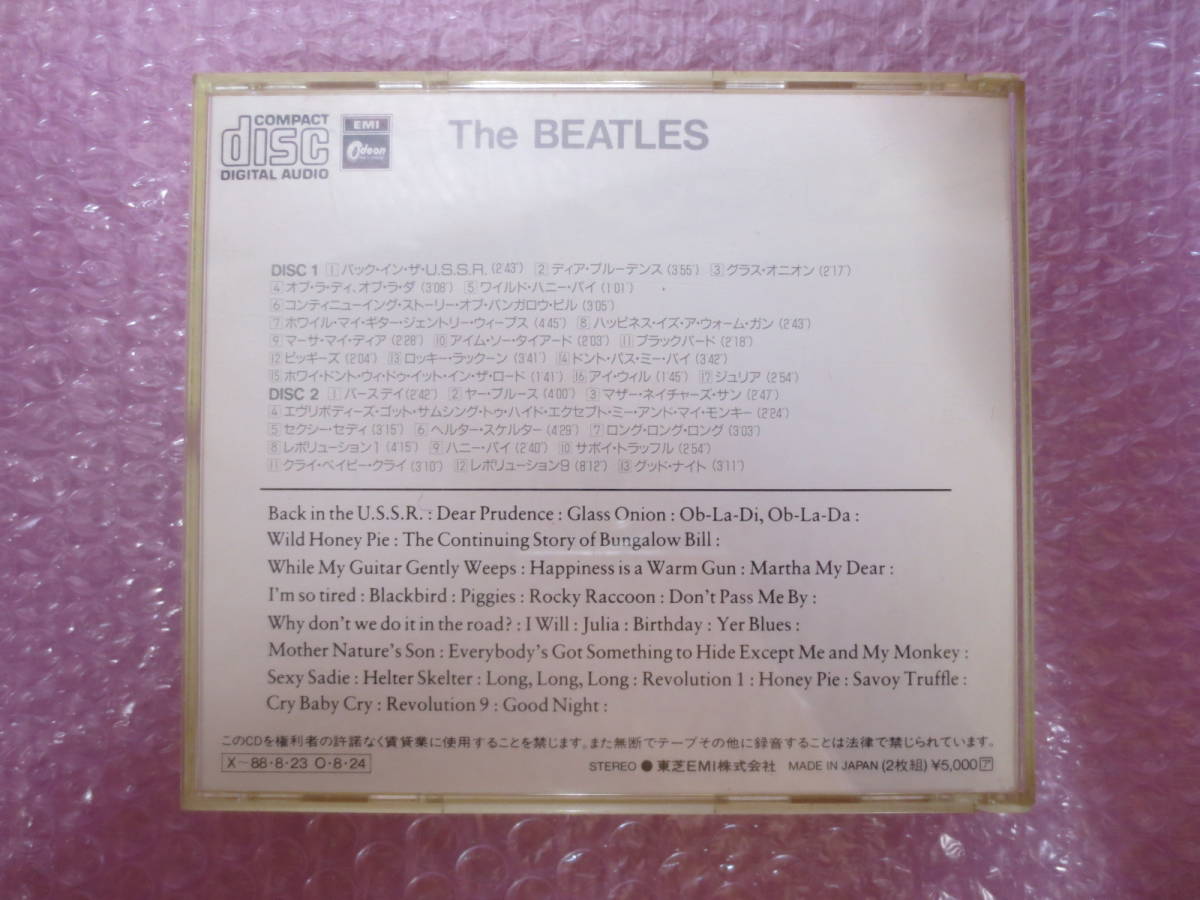 COMPACT
disc
DIGITAL AUDIO
EMI
Odeon
The BEATLES
DISC 1 1 バック・イン・ザ・U.S.S.R. (2'43") 2 ディア・プルーデンス (3'55") 3 グラス・オニオン (2'17")
4 オブ・ラ・ディ、オブ・ラ・ダ (3'08") 5 ワイルド・ハニー・パイ (1'01")
6 コンティニューイング・ストーリー・オブ・バンガロウ・ビル (3'05")
7 ホワイル・マイ・ギター・ジェントリー・ウィープス (4'45") 8 ハッピネス・イズ・ア・ウォーム・ガン (2'43")
9 マーサ・マイ・ディア (2'28") 10 アイム・ソー・タイアード (2'03") 11 ブラックバード (2'18")
12 ピッギーズ (2'04") 13 ロッキー・ラックーン (3'41") 14 ドント・パス・ミー・バイ (3'42")
15 ホワイ・ドント・ウィ・ドゥ・イット・イン・ザ・ロード (1'41") 16 アイ・ウィル (1'45") 17 ジュリア (2'54")
DISC 2 1 バースデイ (2'42") 2 ヤー・ブルース (4'00") 3 マザー・ネイチャーズ・サン (2'47")
4 エヴリボディーズ・ゴット・サムシング・トゥ・ハイド・エクセプト・ミー・アンド・マイ・モンキー (2'24")
5 セクシー・セディ (3'15") 6 ヘルター・スケルター (4'29") 7 ロング・ロング・ロング (3'03")
8 レボリューション1 (4'15") 9 ハニー・パイ (2'40") 10 サボイ・トラッフル (2'54")
11 クライ・ベイビー・クライ (3'10") 12 レボリューション9 (8'12") 13 グッド・ナイト (3'11")
Back in the U.S.S.R. : Dear Prudence : Glass Onion : Ob-La-Di, Ob-La-Da :
Wild Honey Pie : The Continuing Story of Bungalow Bill :
While My Guitar Gently Weeps : Happiness is a Warm Gun : Martha My Dear :
I'm so tired : Blackbird : Piggies : Rocky Raccoon : Don't Pass Me By :
Why don't we do it in the road? : I Will : Julia : Birthday : Yer Blues :
Mother Nature's Son : Everybody's Got Something to Hide Except Me and My Monkey :
Sexy Sadie : Helter Skelter : Long, Long, Long : Revolution 1 : Honey Pie : Savoy Truffle :
Cry Baby Cry : Revolution 9 : Good Night :
このCDを権利者の許諾なく賃貸業に使用することを禁じます。また無断でテープその他に録音することは法律で禁じられています。
X-88・8・23 O・8・24
STEREO ● 東芝EMI株式会社 MADE IN JAPAN (2枚組) ¥5,000 ア